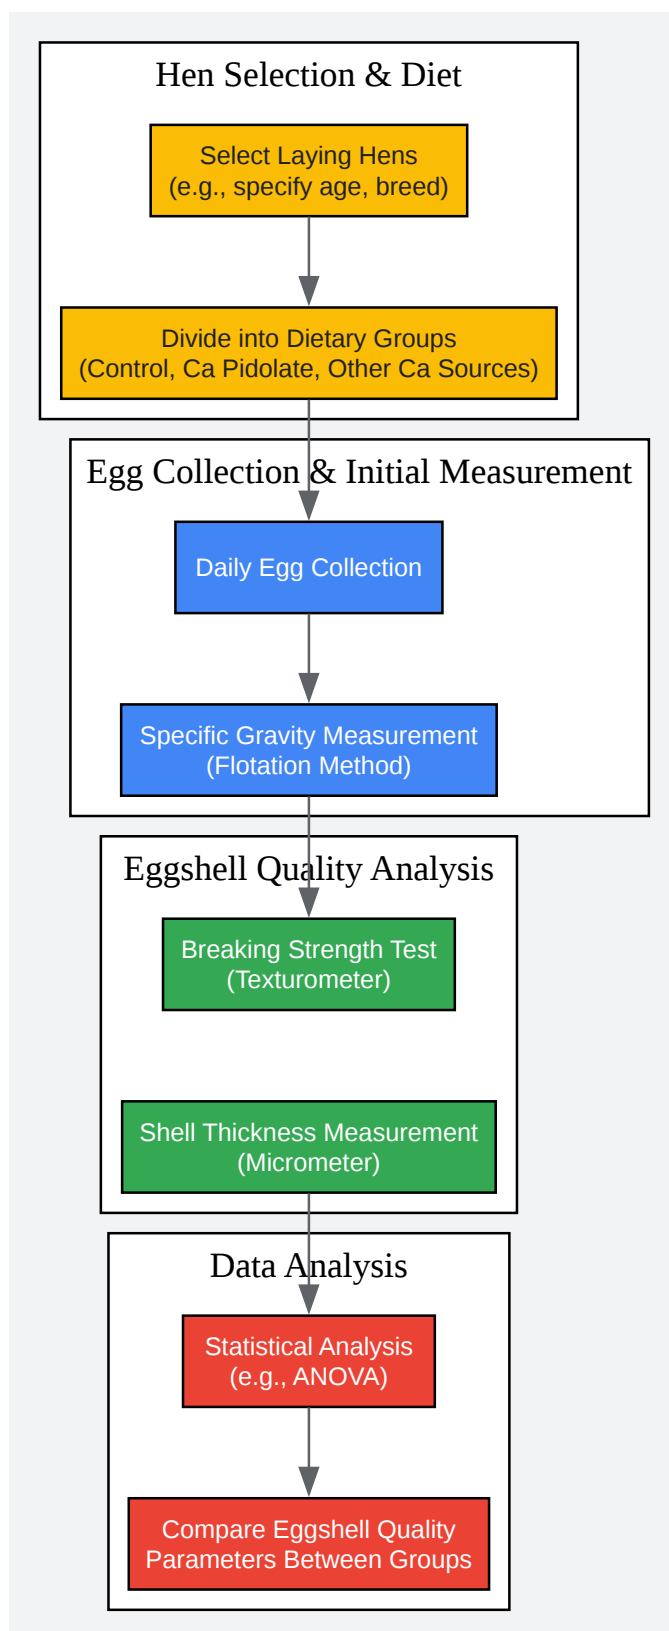 Hen Selection & Diet
Select Laying Hens
(e.g., specify age, breed)
Divide into Dietary Groups
(Control, Ca Pidolate, Other Ca Sources)
Egg Collection & Initial Measurement
Daily Egg Collection
Specific Gravity Measurement
(Flotation Method)
Eggshell Quality Analysis
Breaking Strength Test
(Texturometer)
Shell Thickness Measurement
(Micrometer)
Data Analysis
Statistical Analysis
(e.g., ANOVA)
Compare Eggshell Quality
Parameters Between Groups